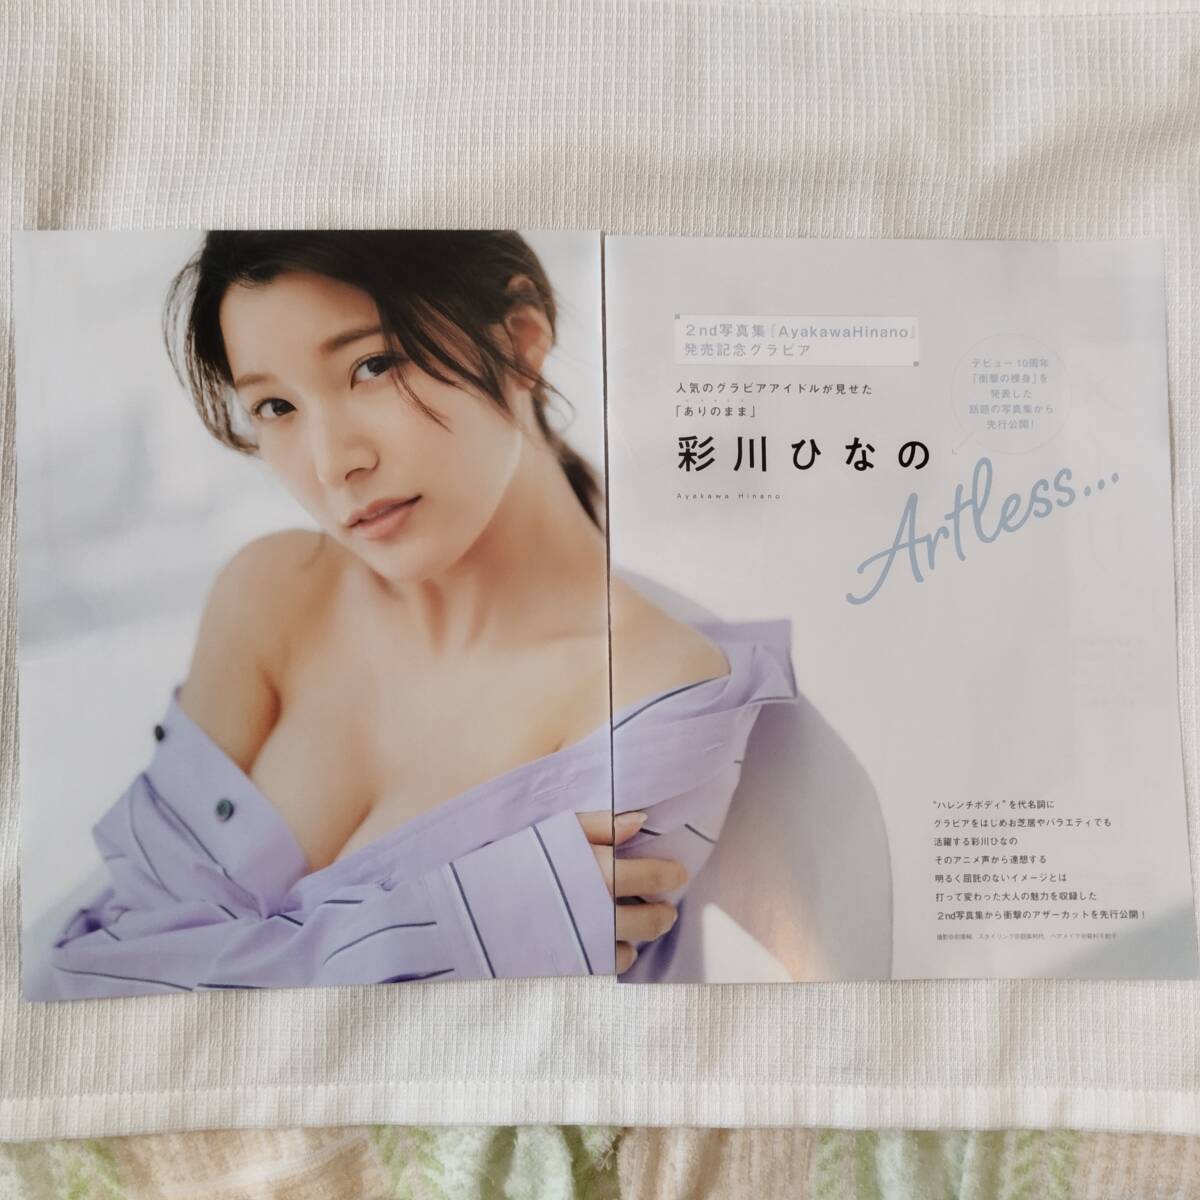 2nd写真集『AyakawaHinano』
発売記念グラビア
人気のグラビアアイドルが見せた
「ありのまま」
彩川ひなの
Ayakawa Hinano
デビュー10周年
「衝撃の裸身」を
発表した
話題の写真集から
先行公開！
Artless...
“ハレンチボディ”を代名詞に
グラビアをはじめお芝居やバラエティでも
活躍する彩川ひなの
そのアニメ声から連想する
明るく屈託のないイメージとは
打って変わった大人の魅力を収録した
2nd写真集から衝撃のアザーカットを先行公開！